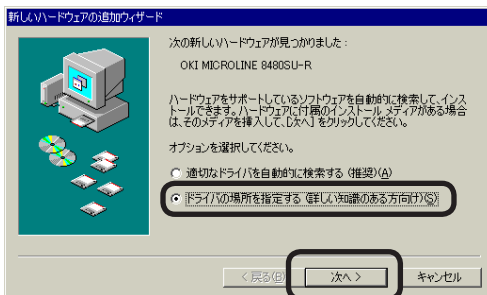 新しいハードウェアの追加ウィザード
次の新しいハードウェアが見つかりました：
OKI MICROLINE 8480SU-R
ハードウェアをサポートしているソフトウェアを自動的に検索して、インス
トールできます。ハードウェアに付属のインストール メディアがある場合
は、そのメディアを挿入して、[次へ] をクリックしてください。
オプションを選択してください。
適切なドライバを自動的に検索する (推奨)(A)
ドライバの場所を指定する (詳しい知識のある方向け)(S)
< 戻る(B)
次へ >
キャンセル